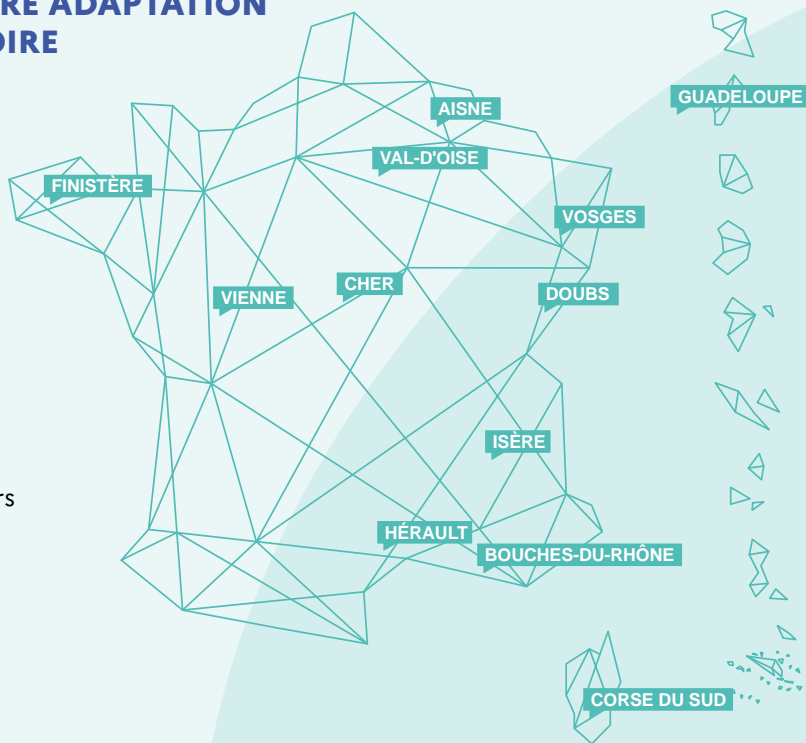 RE ADAPTATION
OIRE
AISNE
GUADELOUPE
VAL-D'OISE
FINISTÈRE
VOSGES
CHER
VIENNE
DOUBS
ISÈRE
rs
HÉRAULT
BOUCHES-DU-RHÔNE
CORSE DU SUD